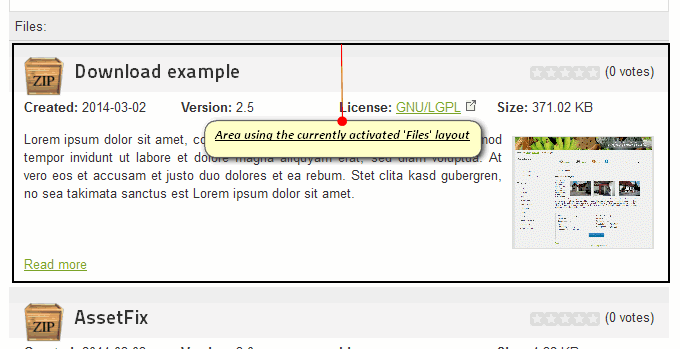 Files:
ZIP
Download example
(0 votes)
Created: 2014-03-02 Version: 2.5 License: GNU/LGPL Size: 371.02 KB
Area using the currently activated 'Files' layout
Lorem ipsum dolor sit amet, co nod
tempor invidunt ut labore et dolore magna aliquyam erat, sed diam voluptua. At
vero eos et accusam et justo duo dolores et ea rebum. Stet clita kasd gubergren,
no sea takimata sanctus est Lorem ipsum dolor sit amet.
Read more
ZIP
AssetFix
(0 votes)